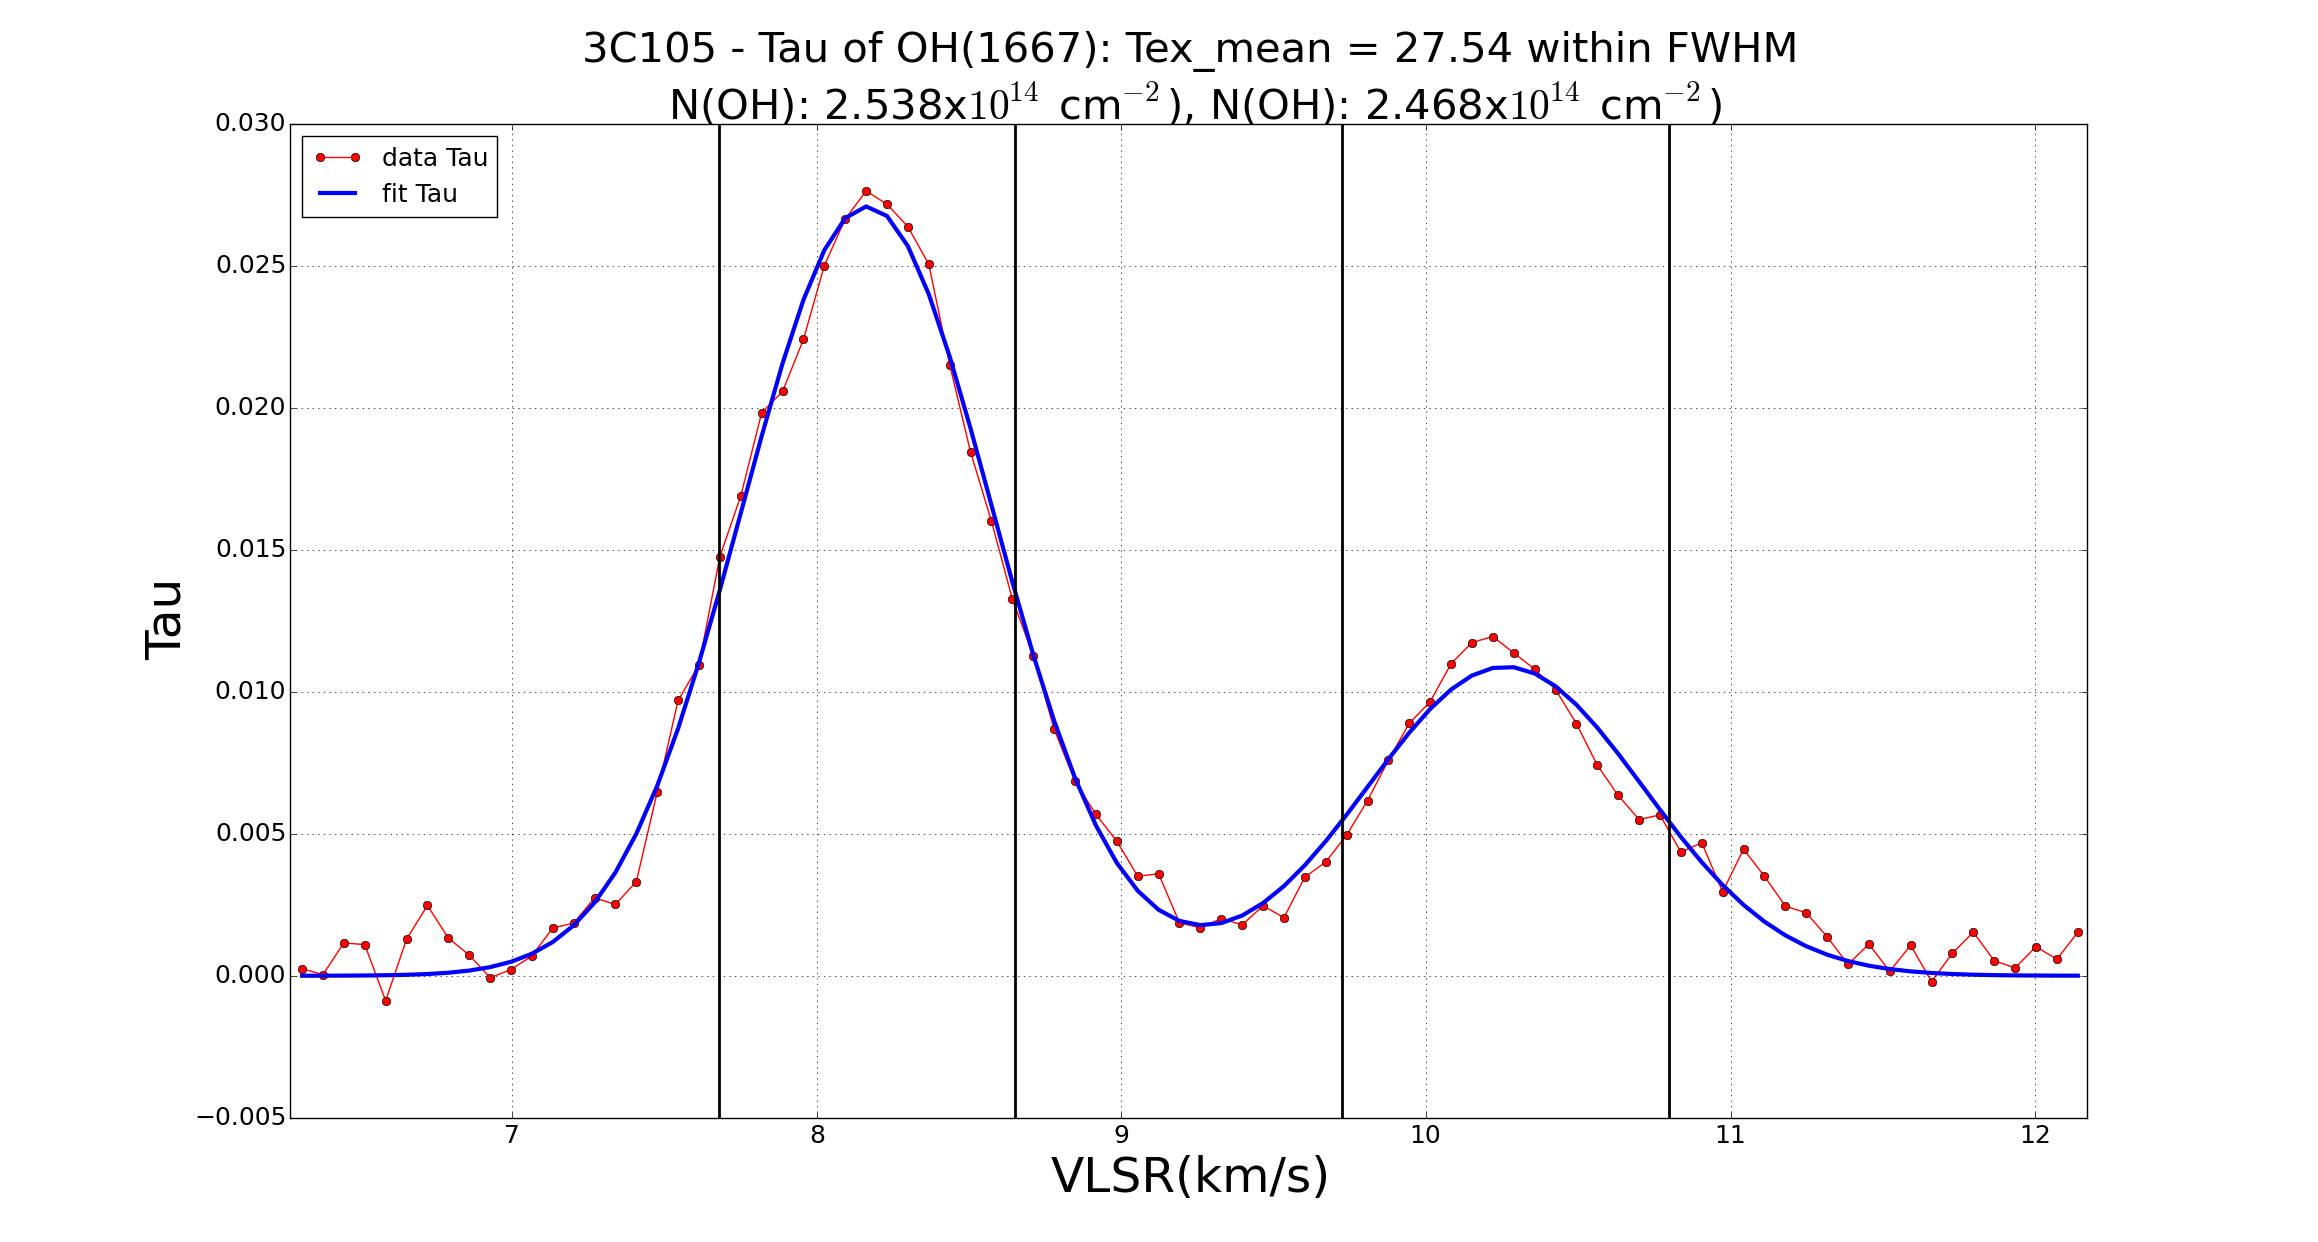 3C105 - Tau of OH(1667): Tex_mean = 27.54 within FWHM
N(OH): 2.538x10^14 cm^−2), N(OH): 2.468x10^14 cm^−2)
data Tau
fit Tau
0.030
0.025
0.020
0.015
0.010
0.005
0.000
−0.005
Tau
7 8 9 10 11 12
VLSR(km/s)